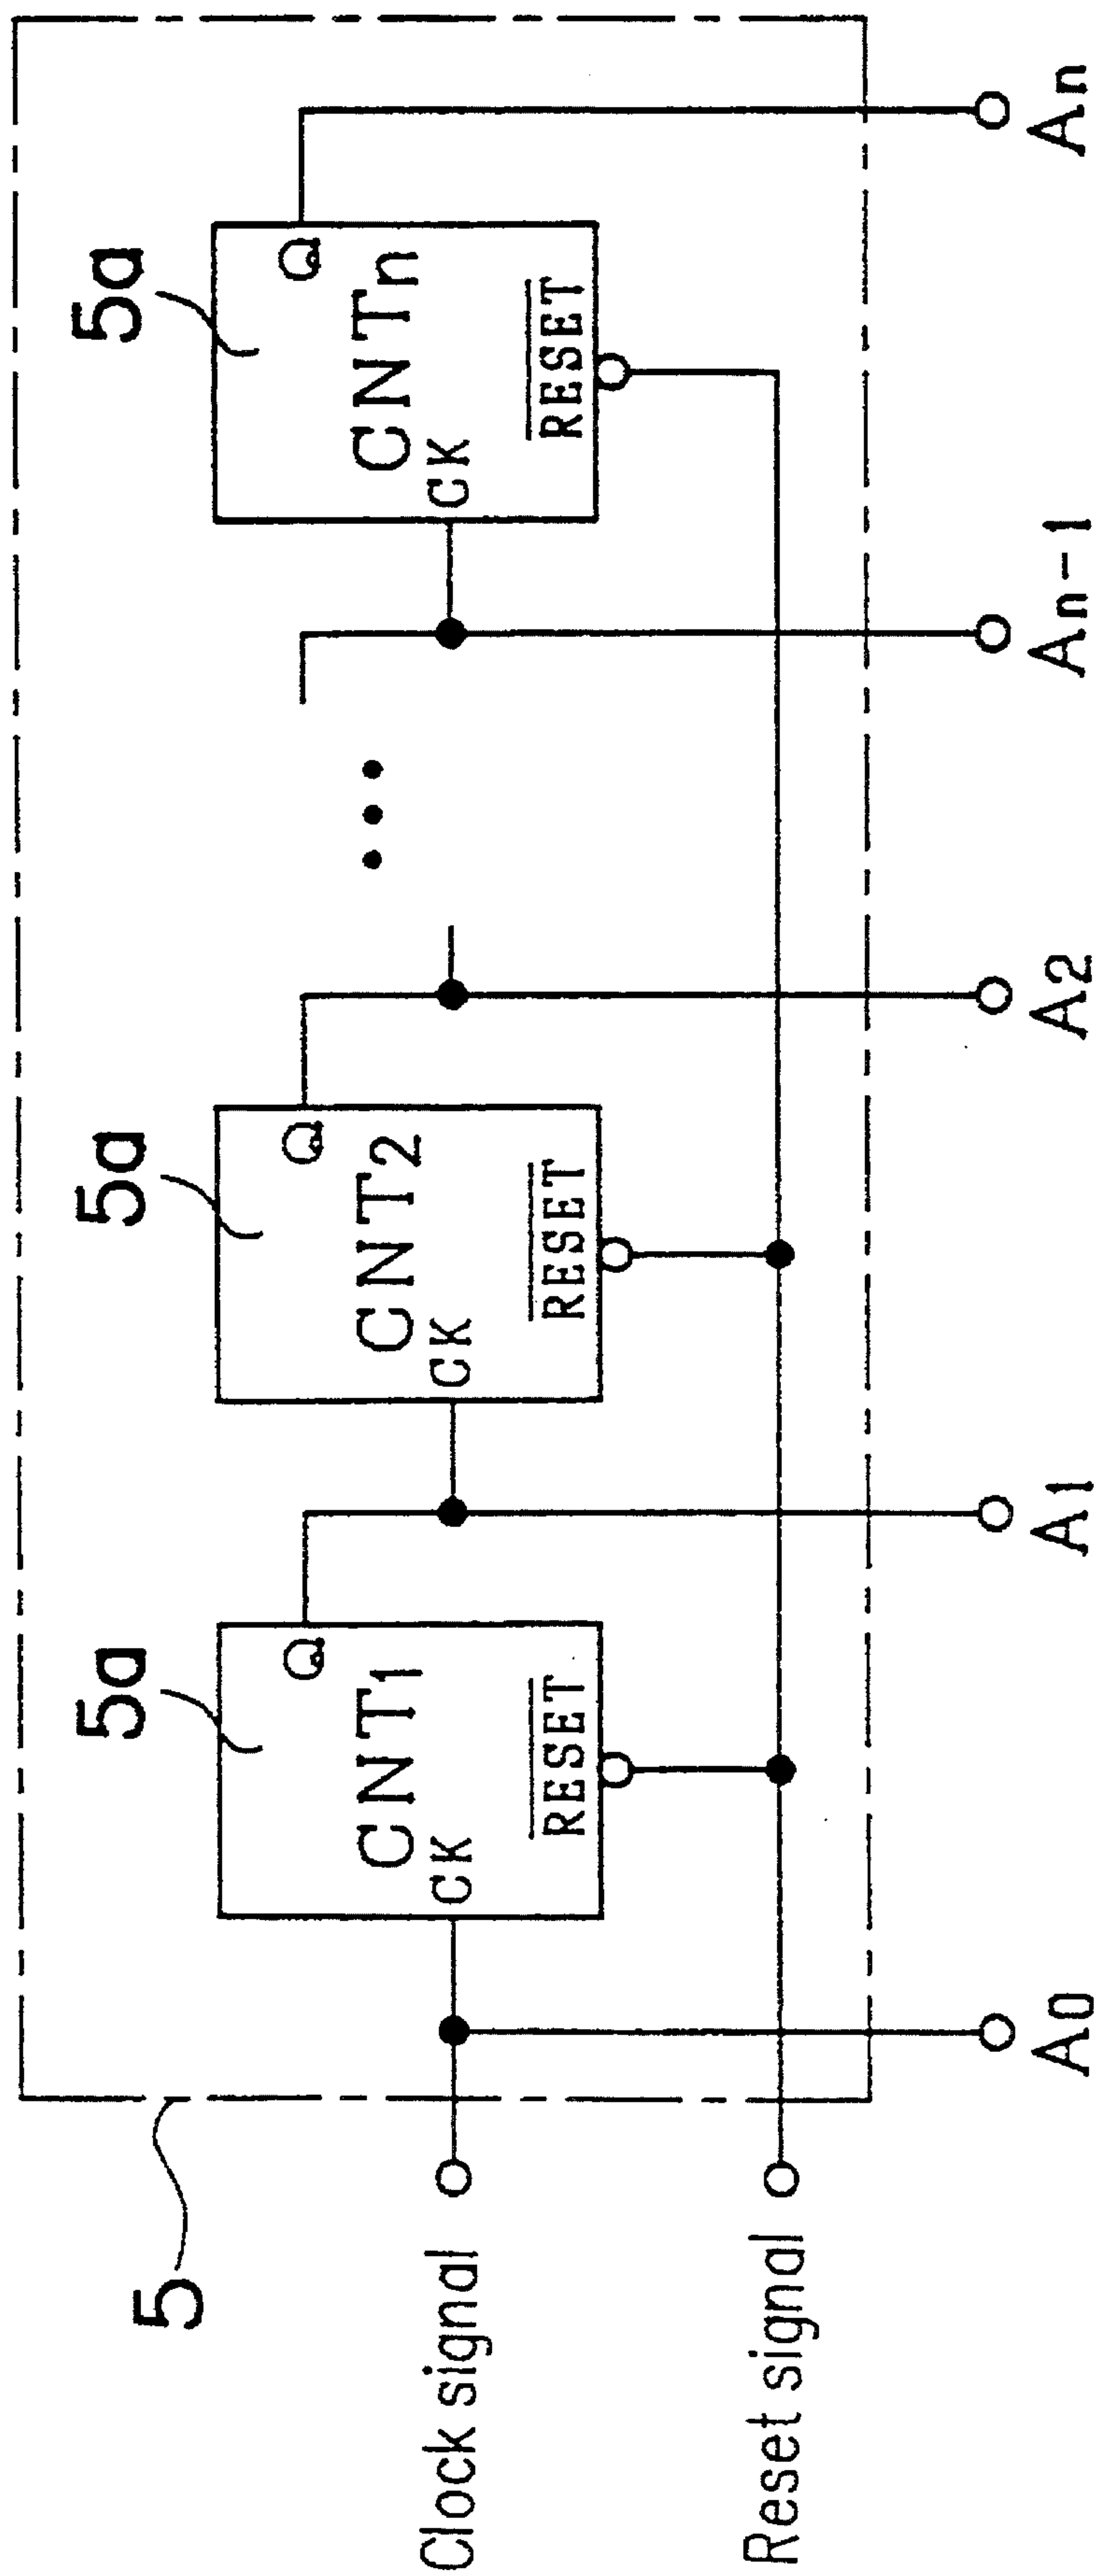 5a
5a
5a
Q
Q
Q
CNT1
CNT2
CNTn
CK
CK
CK
RESET
RESET
RESET
5
Clock signal
Reset signal
A0
A1
A2
An-1
An